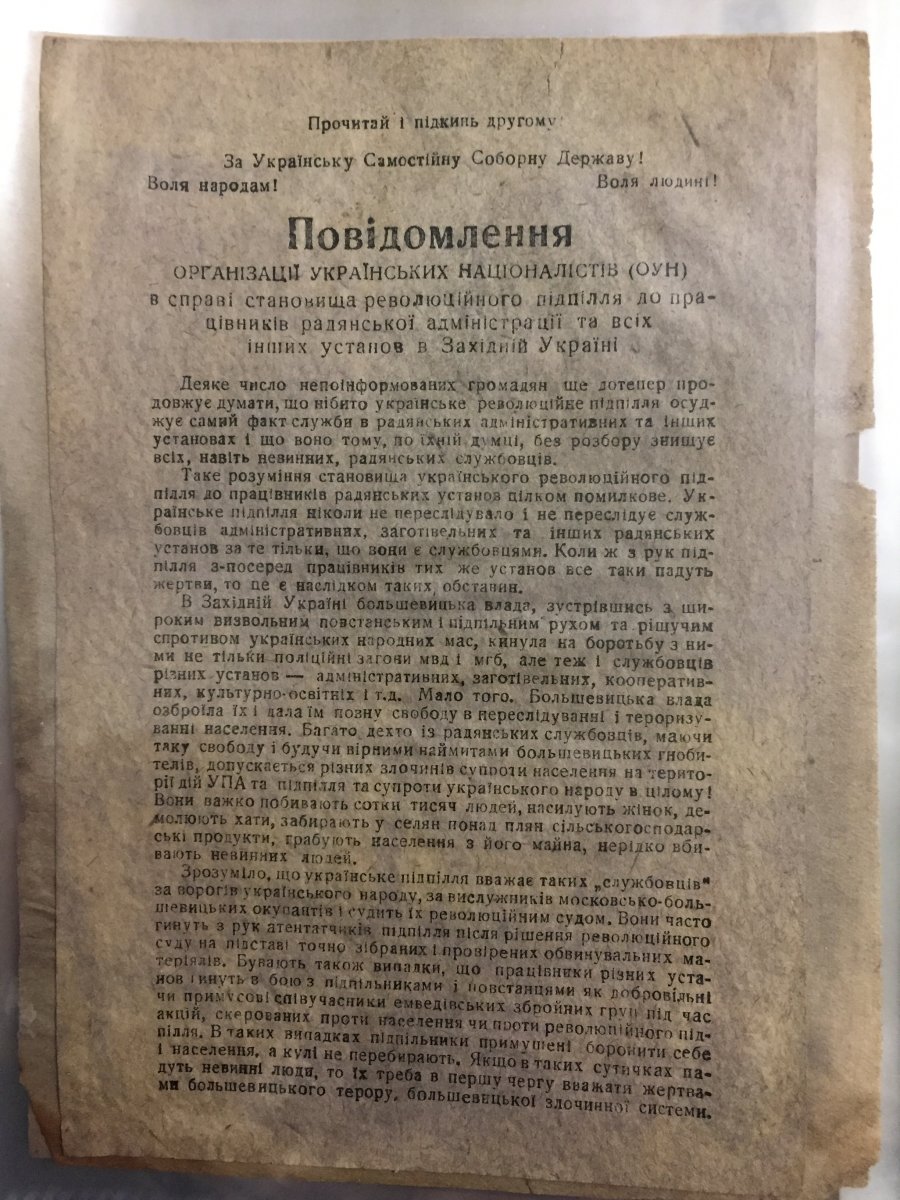 Прочитай і підкинь другому
За Українську Самостійну Соборну Державу!
Воля народам! Воля людині!
Повідомлення
ОРГАНІЗАЦІЇ УКРАЇНСЬКИХ НАЦІОНАЛІСТІВ (ОУН)
в справі становища революційного підпілля до пра-
цівників радянської адміністрації та всіх
інших установ в Західній Україні
Деяке число непоінформованих громадян ще дотепер про-
довжує думати, що нібито українське революційне підпілля осуд-
жує самий факт служби в радянських адміністративних та інших
установах і що воно тому, по їхній думці, без розбору знищує
всіх, навіть невинних, радянських службовців.
Таке розуміння становища українського революційного під-
пілля до працівників радянських установ цілком помилкове. Ук-
раїнське підпілля ніколи не переслідувало і не переслідує служ-
бовців адміністративних, заготівельних та інших радянських
установ за те тільки, що вони є службовцями. Коли ж з рук під-
пілля з-посеред працівників тих же установ все таки падуть
жертви, то це є наслідком таких обставин.
В Західній Україні большевицька влада, зустрівшись з ши-
роким визвольним повстанським і підпільним рухом та рішучим
спротивом українських народних мас, кинула на боротьбу з ни-
ми не тільки поліційні загони мвд і мгб, але теж і службовців
різних установ — адміністративних, заготівельних, кооператив-
них, культурно-освітніх і т.д. Мало того. Большевицька влада
озброїла їх і дала їм повну свободу в переслідуванні і тероризу-
ванні населення. Багато дехто із радянських службовців, маючи
таку свободу і будучи вірними наймитами большевицьких гноби-
телів, допускається різних злочинів супроти населення на терито-
рії дій УПА та підпілля та супроти українського народу в цілому!
Вони важко побивають сотки тисяч людей, насилують жінок, де-
молюють хати, забирають у селян понад плян сільськогосподар-
ські продукти, грабують населення з його майна, нерідко вби-
вають невинних людей.
Зрозуміло, що українське підпілля вважає таких „службовців"
за ворогів українського народу, за вислужників московсько-боль-
шевицьких окупантів і судить їх революційним судом. Вони часто
гинуть з рук атентатчиків підпілля після рішення революційного
суду на підставі точно зібраних і провірених обвинувальних ма-
теріялів. Бувають також випадки, що працівники різних уста-
нов гинуть в бою з підпільниками і повстанцями як добровільні
чи примусові співучасники емведівських збройних груп під час
акцій, скерованих проти населення чи проти революційного під-
пілля. В таких випадках підпільники примушені боронити себе
і населення, а кулі не перебирають. Якщо в таких сутичках па-
дуть невинні люди, то їх треба в першу чергу вважати жертва-
ми большевицького терору, большевицької злочинної системи.